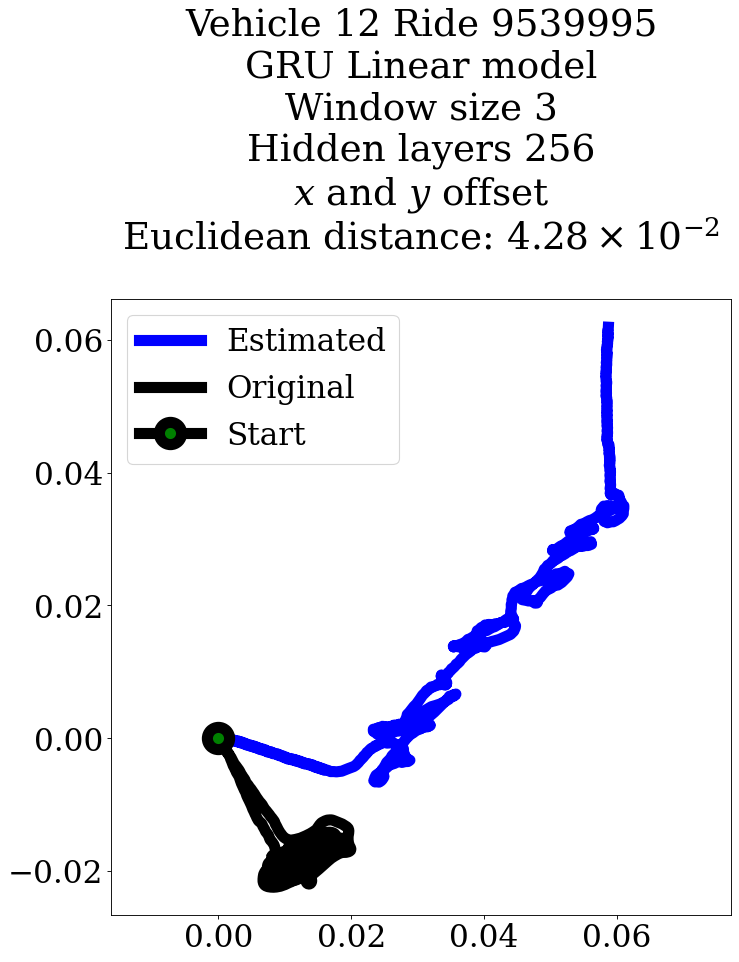 Vehicle 12 Ride 9539995
GRU Linear model
Window size 3
Hidden layers 256
x and y offset
Euclidean distance: 4.28 × 10⁻²
Estimated
Original
Start
0.06
0.04
0.02
0.00
−0.02
0.00 0.02 0.04 0.06